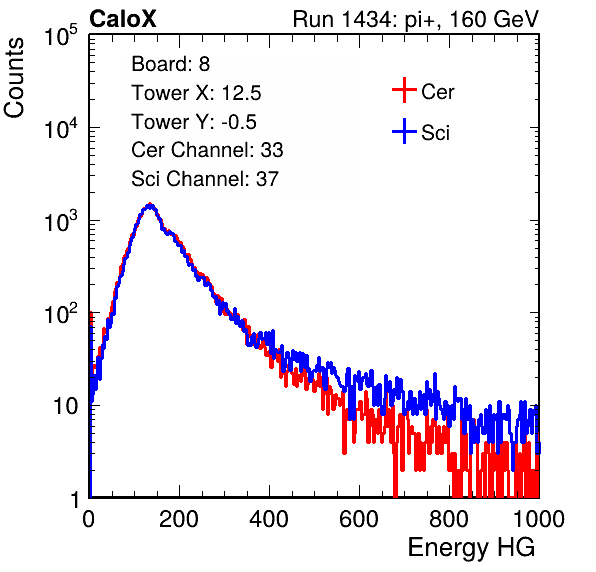 CaloX
Run 1434: pi+, 160 GeV
Board: 8
Tower X: 12.5
Tower Y: -0.5
Cer Channel: 33
Sci Channel: 37
Cer
Sci
Counts
10^5
10^4
10^3
10^2
10
1
0 200 400 600 800 1000
Energy HG